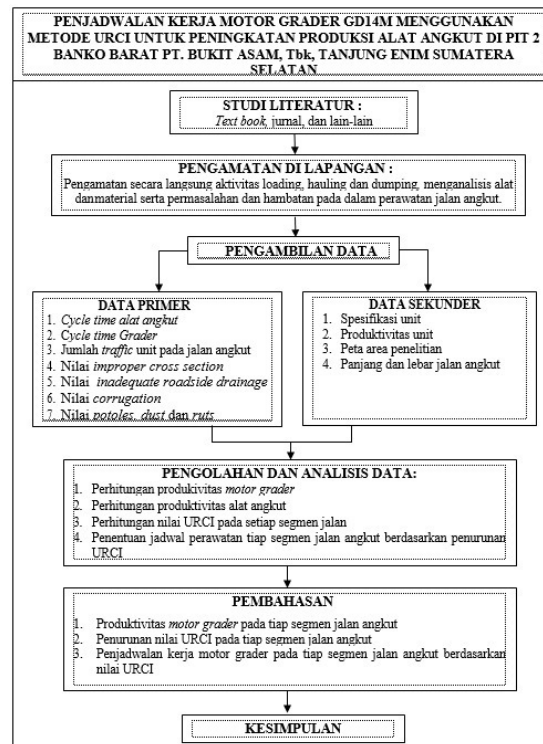 PENJADWALAN KERJA MOTOR GRADER GD14M MENGGUNAKAN
METODE URCI UNTUK PENINGKATAN PRODUKSI ALAT ANGKUT DI PIT 2
BANKO BARAT PT. BUKIT ASAM, Tbk, TANJUNG ENIM SUMATERA
SELATAN
STUDI LITERATUR :
Text book, jurnal, dan lain-lain
PENGAMATAN DI LAPANGAN :
Pengamatan secara langsung aktivitas loading, hauling dan dumping, menganalisis alat
danmaterial serta permasalahan dan hambatan pada dalam perawatan jalan angkut.
PENGAMBILAN DATA
DATA PRIMER
1. Cycle time alat angkut
2. Cycle time Grader
3. Jumlah traffic unit pada jalan angkut
4. Nilai improper cross section
5. Nilai inadequate roadside drainage
6. Nilai corrugation
7. Nilai potoles, dust dan ruts
DATA SEKUNDER
1. Spesifikasi unit
2. Produktivitas unit
3. Peta area penelitian
4. Panjang dan lebar jalan angkut
PENGOLAHAN DAN ANALISIS DATA:
1. Perhitungan produkivitas motor grader
2. Perhitungan produktivitas alat angkut
3. Perhitungan nilai URCI pada setiap segmen jalan
4. Penentuan jadwal perawatan tiap segmen jalan angkut berdasarkan penurunan
URCI
PEMBAHASAN
1. Produktivitas motor grader pada tiap segmen jalan angkut
2. Penurunan nilai URCI pada tiap segmen jalan angkut
3. Penjadwalan kerja motor grader pada tiap segmen jalan angkut berdasarkan
nilai URCI
KESIMPULAN